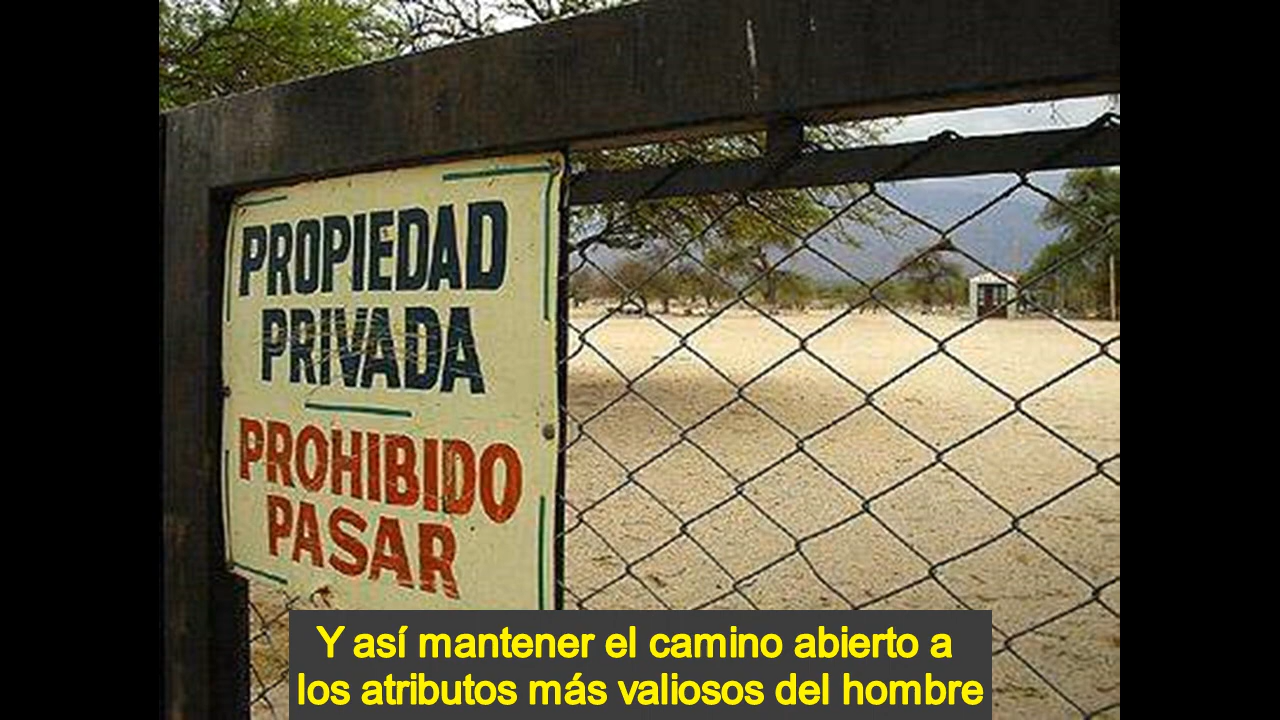 PROPIEDAD
PRIVADA
PROHIBIDO
PASAR
Y así mantener el camino abierto a
los atributos más valiosos del hombre